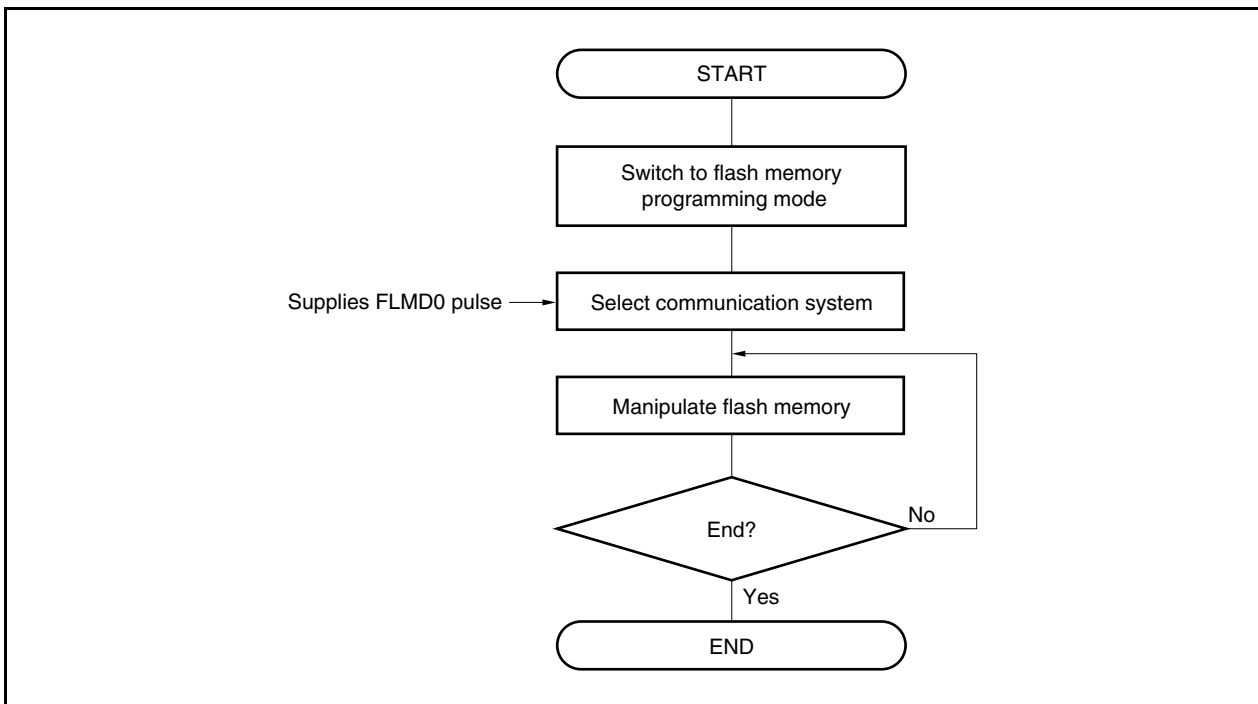 START
Switch to flash memory
programming mode
Supplies FLMD0 pulse
Select communication system
Manipulate flash memory
End?
No
Yes
END